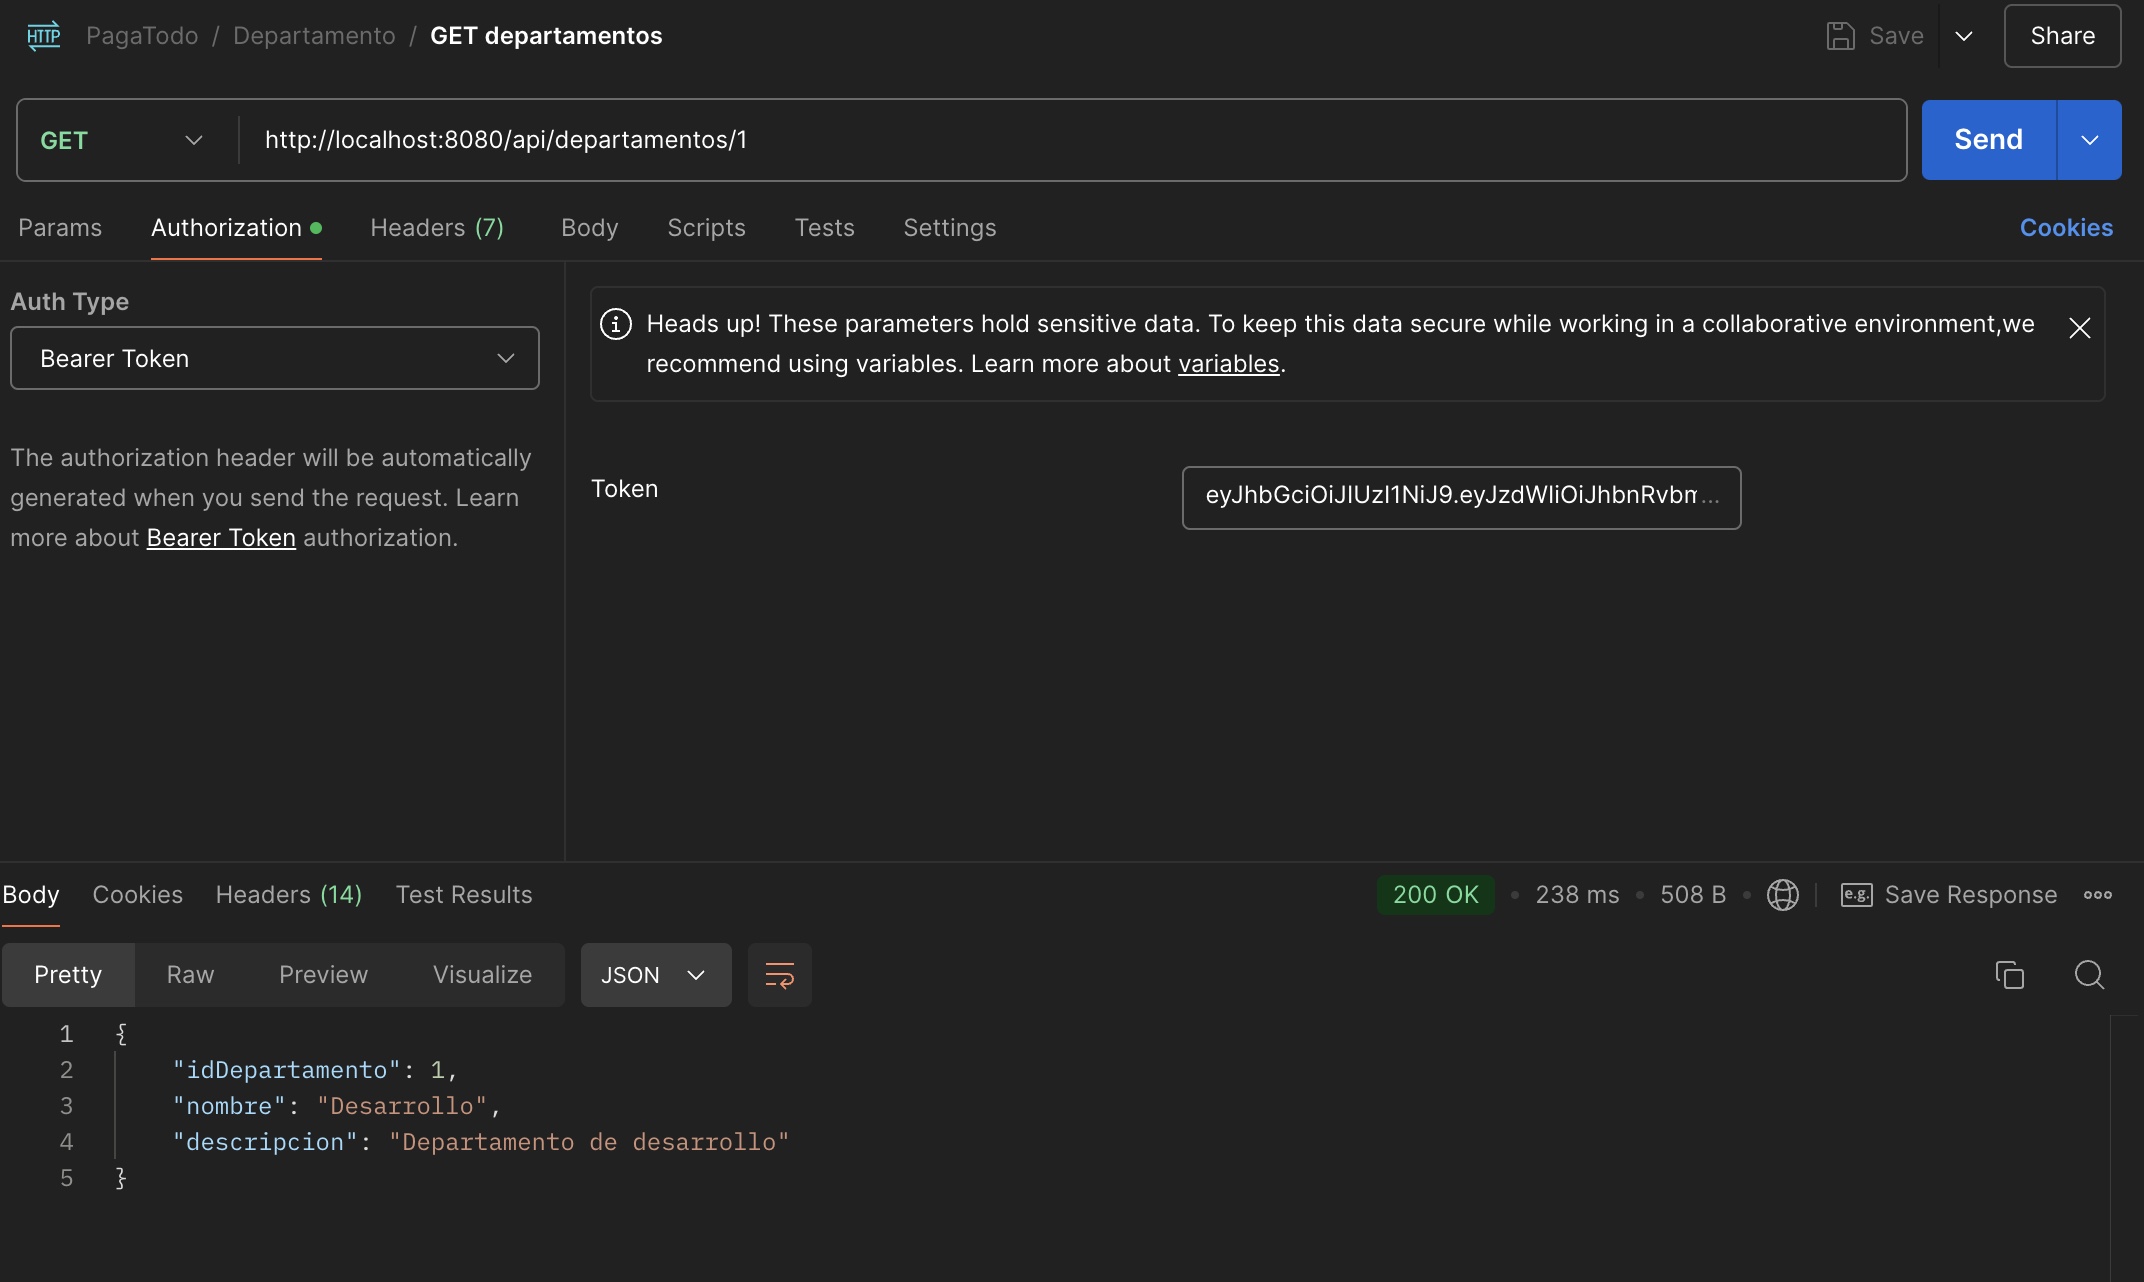 HTTP PagaTodo / Departamento / GET departamentos Save Share
GET http://localhost:8080/api/departamentos/1 Send
Params Authorization Headers (7) Body Scripts Tests Settings Cookies
Auth Type
Bearer Token
The authorization header will be automatically
generated when you send the request. Learn
more about Bearer Token authorization.
Heads up! These parameters hold sensitive data. To keep this data secure while working in a collaborative environment,we
recommend using variables. Learn more about variables.
Token eyJhbGciOiJIUzI1NiJ9.eyJzdWIiOiJhbnRvbm...
Body Cookies Headers (14) Test Results 200 OK • 238 ms • 508 B • e.g. Save Response
Pretty Raw Preview Visualize JSON
1 {
2 "idDepartamento": 1,
3 "nombre": "Desarrollo",
4 "descripcion": "Departamento de desarrollo"
5 }